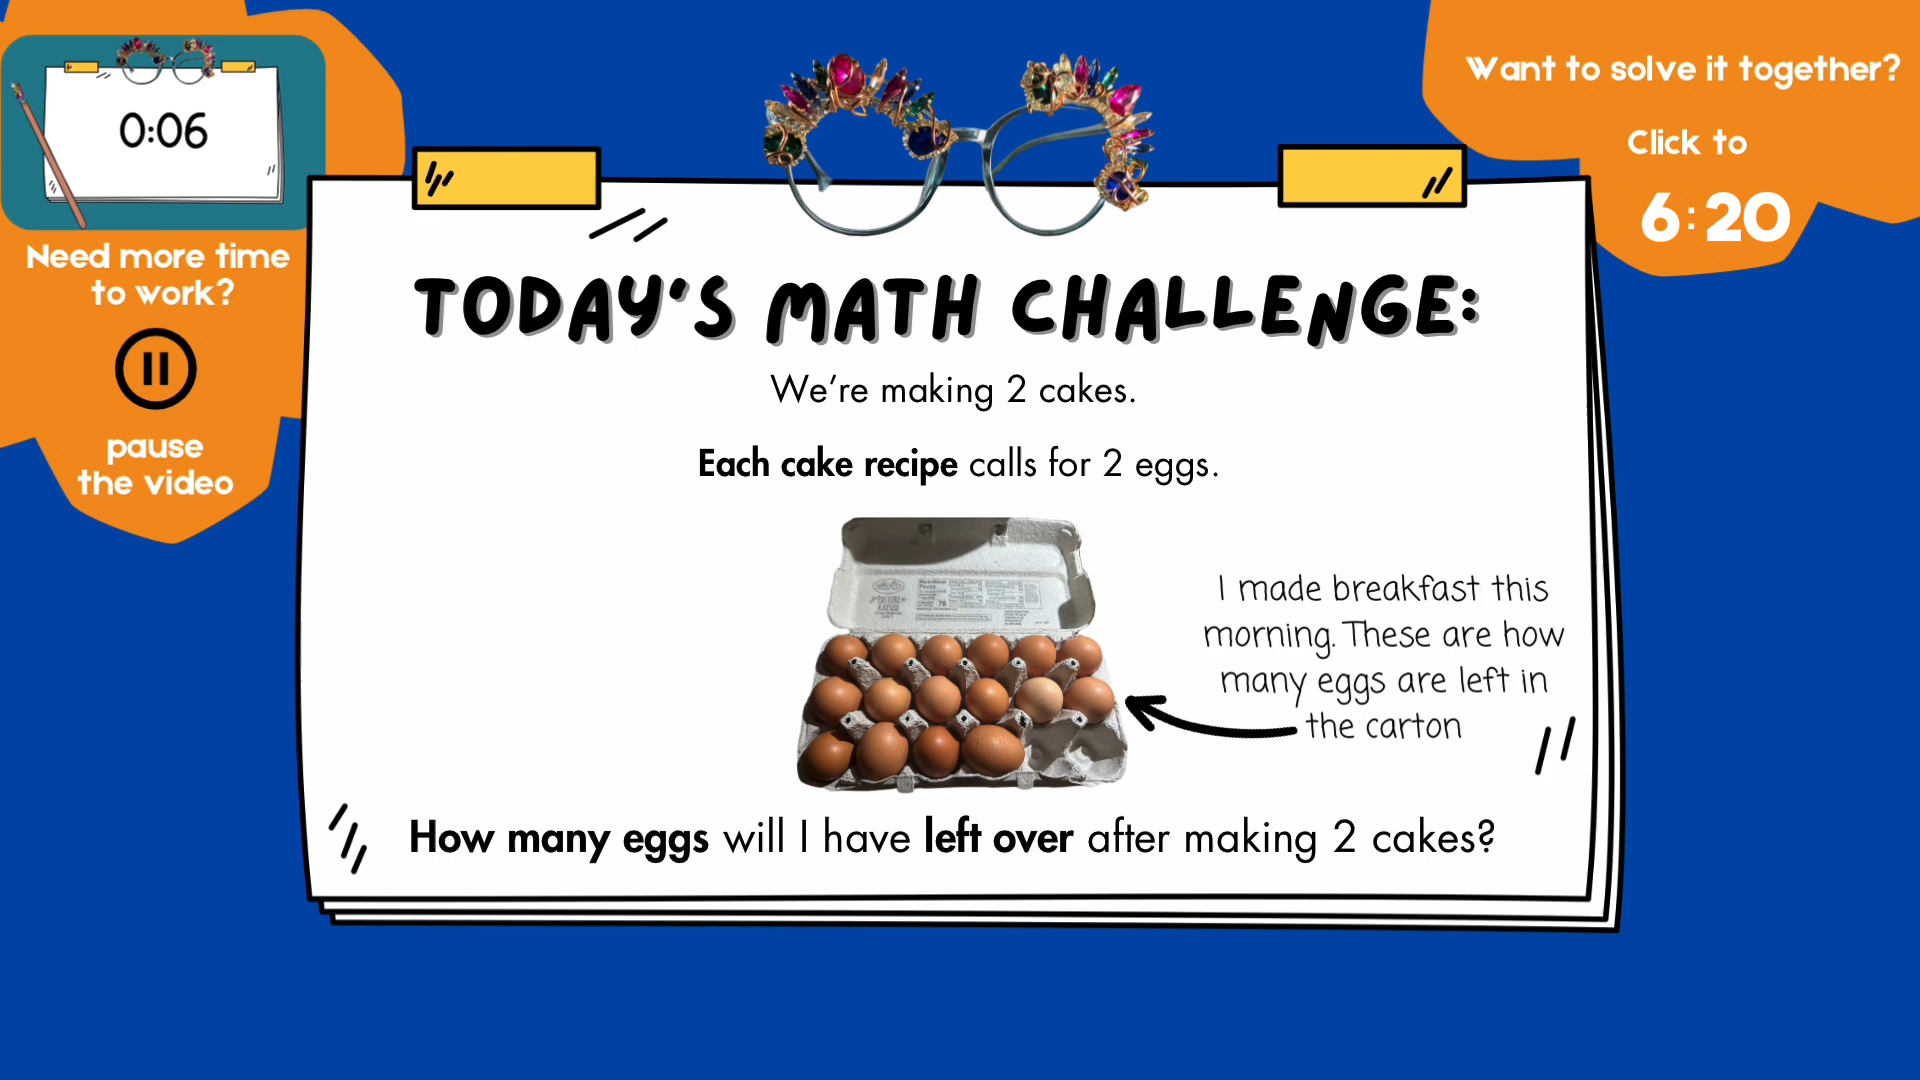 0:06
Need more time
to work?
pause
the video
Want to solve it together?
Click to
6:20
TODAY'S MATH CHALLENGE:
We're making 2 cakes.
Each cake recipe calls for 2 eggs.
I made breakfast this
morning. These are how
many eggs are left in
the carton
How many eggs will I have left over after making 2 cakes?